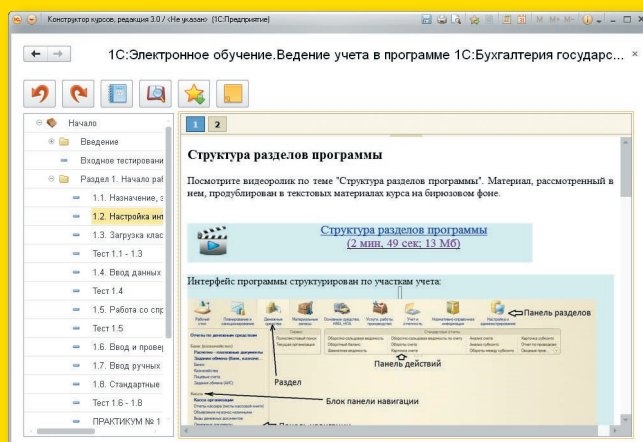 Конструктор курсов, редакция 3.0 / <Не указан> (1С:Предприятие)
M M+ M-
1С:Электронное обучение.Ведение учета в программе 1С:Бухгалтерия государс...
Начало
Введение
Входное тестировани
Раздел 1. Начало раб
1.1. Назначение, з
1.2. Настройка инт
1.3. Загрузка клас
Тест 1.1 - 1.3
1.4. Ввод данных
Тест 1.4
1.5. Работа со спр
Тест 1.5
1.6. Ввод и провер
1.7. Ввод ручных
1.8. Стандартные
Тест 1.6 - 1.8
ПРАКТИКУМ № 1
1 2
Структура разделов программы
Посмотрите видеоролик по теме "Структура разделов программы". Материал, рассмотренный в
нем, продублирован в текстовых материалах курса на бирюзовом фоне.
Структура разделов программы
(2 мин, 49 сек; 13 Мб)
Интерфейс программы структурирован по участкам учета:
Панель разделов
Панель действий
Раздел
Блок панели навигации